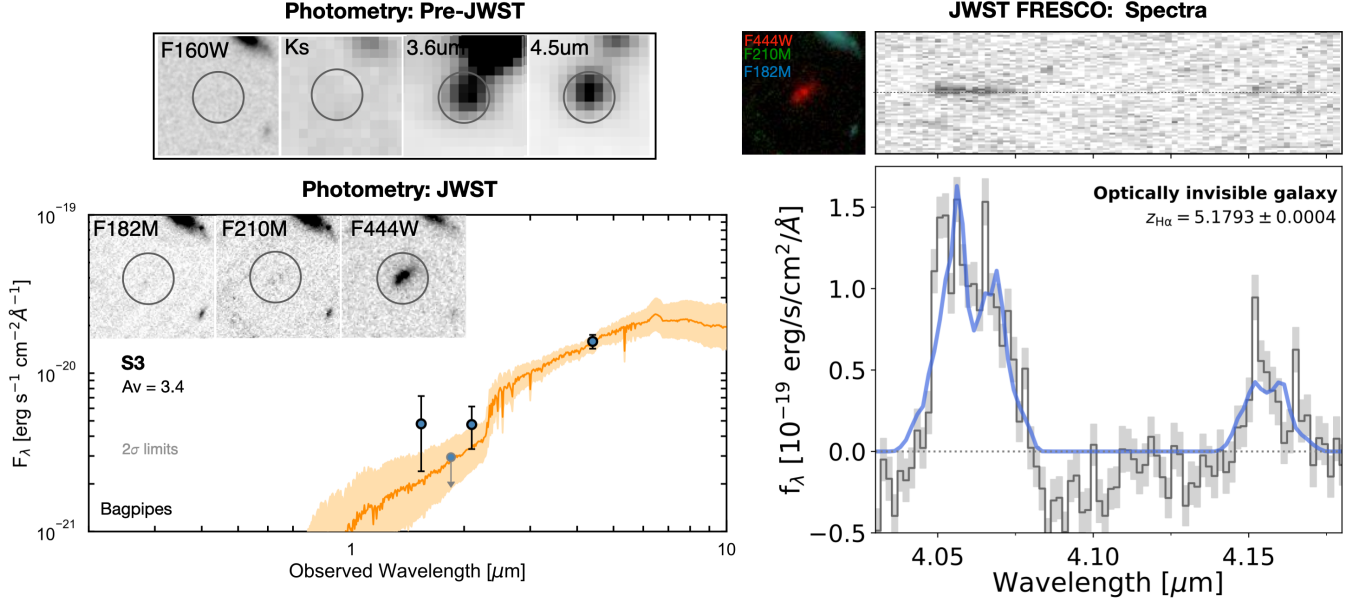 Photometry: Pre-JWST
F160W
Ks
3.6um
4.5um
Photometry: JWST
F182M
F210M
F444W
S3
Av = 3.4
2σ limits
Bagpipes
10⁻¹⁹
10⁻²⁰
10⁻²¹
F_λ [erg s⁻¹ cm⁻²Å⁻¹]
1
10
Observed Wavelength [μm]
JWST FRESCO: Spectra
F444W
F210M
F182M
Optically invisible galaxy
z_Hα = 5.1793 ± 0.0004
1.5
1.0
0.5
0.0
−0.5
f_λ [10⁻¹⁹ erg/s/cm²/Å]
4.05
4.10
4.15
Wavelength [μm]